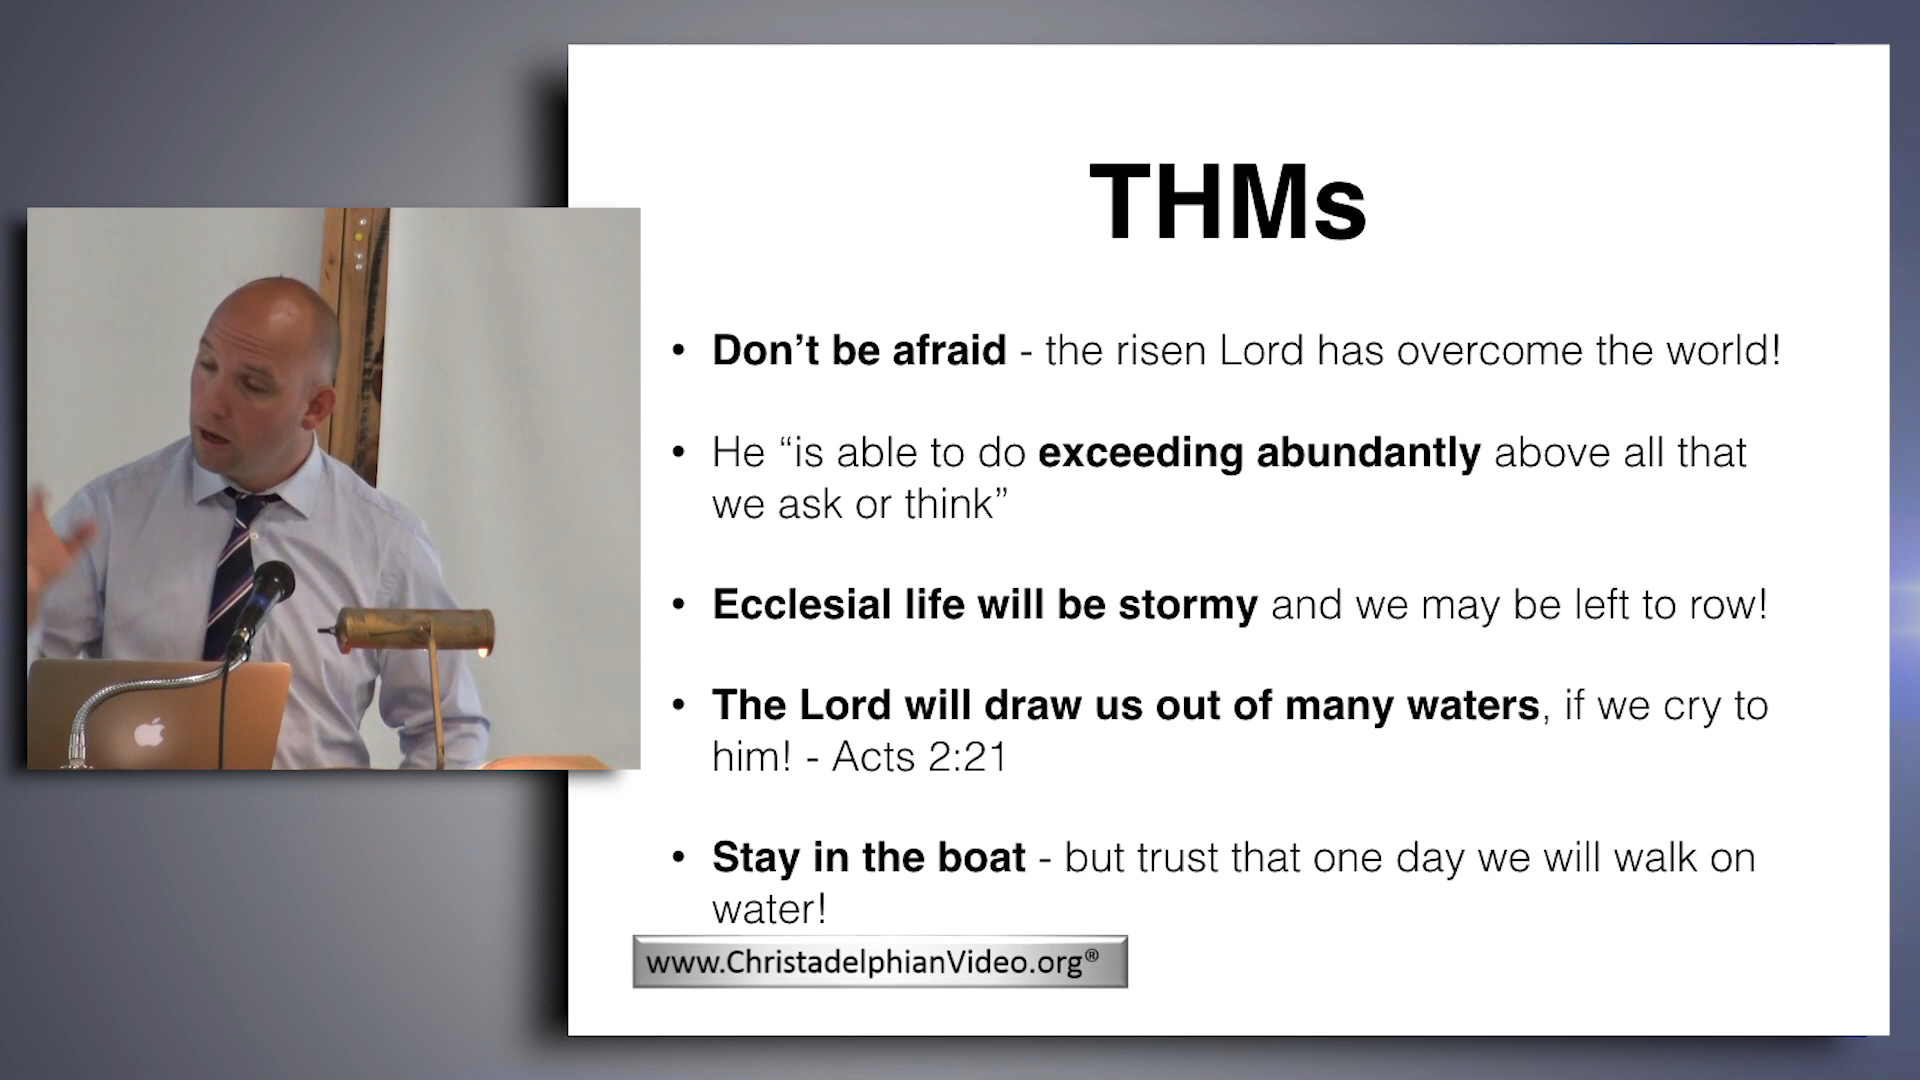 THMs
• Don’t be afraid - the risen Lord has overcome the world!
• He “is able to do exceeding abundantly above all that
we ask or think”
• Ecclesial life will be stormy and we may be left to row!
• The Lord will draw us out of many waters, if we cry to
him! - Acts 2:21
• Stay in the boat - but trust that one day we will walk on
water!
www.ChristadelphianVideo.org®